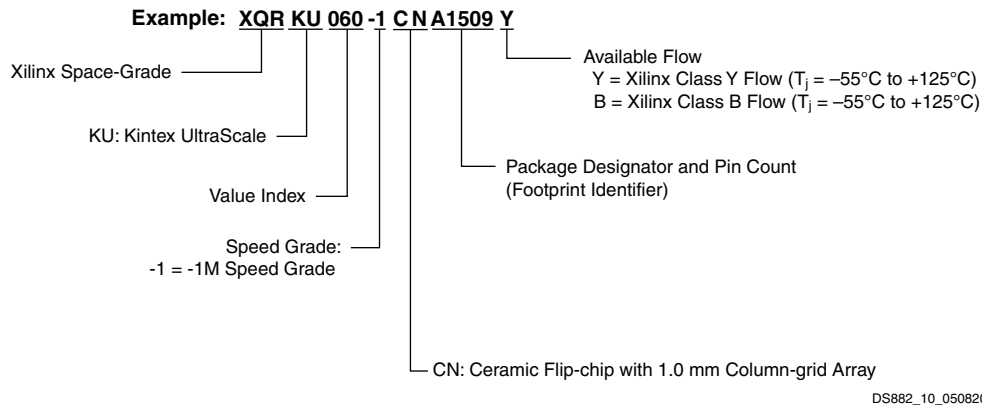 Example: XQR KU 060 -1 C N A1509 Y
Available Flow
Y = Xilinx Class Y Flow (Tj = –55°C to +125°C)
B = Xilinx Class B Flow (Tj = –55°C to +125°C)
Xilinx Space-Grade
KU: Kintex UltraScale
Package Designator and Pin Count
(Footprint Identifier)
Value Index
Speed Grade:
-1 = -1M Speed Grade
CN: Ceramic Flip-chip with 1.0 mm Column-grid Array
DS882_10_050820